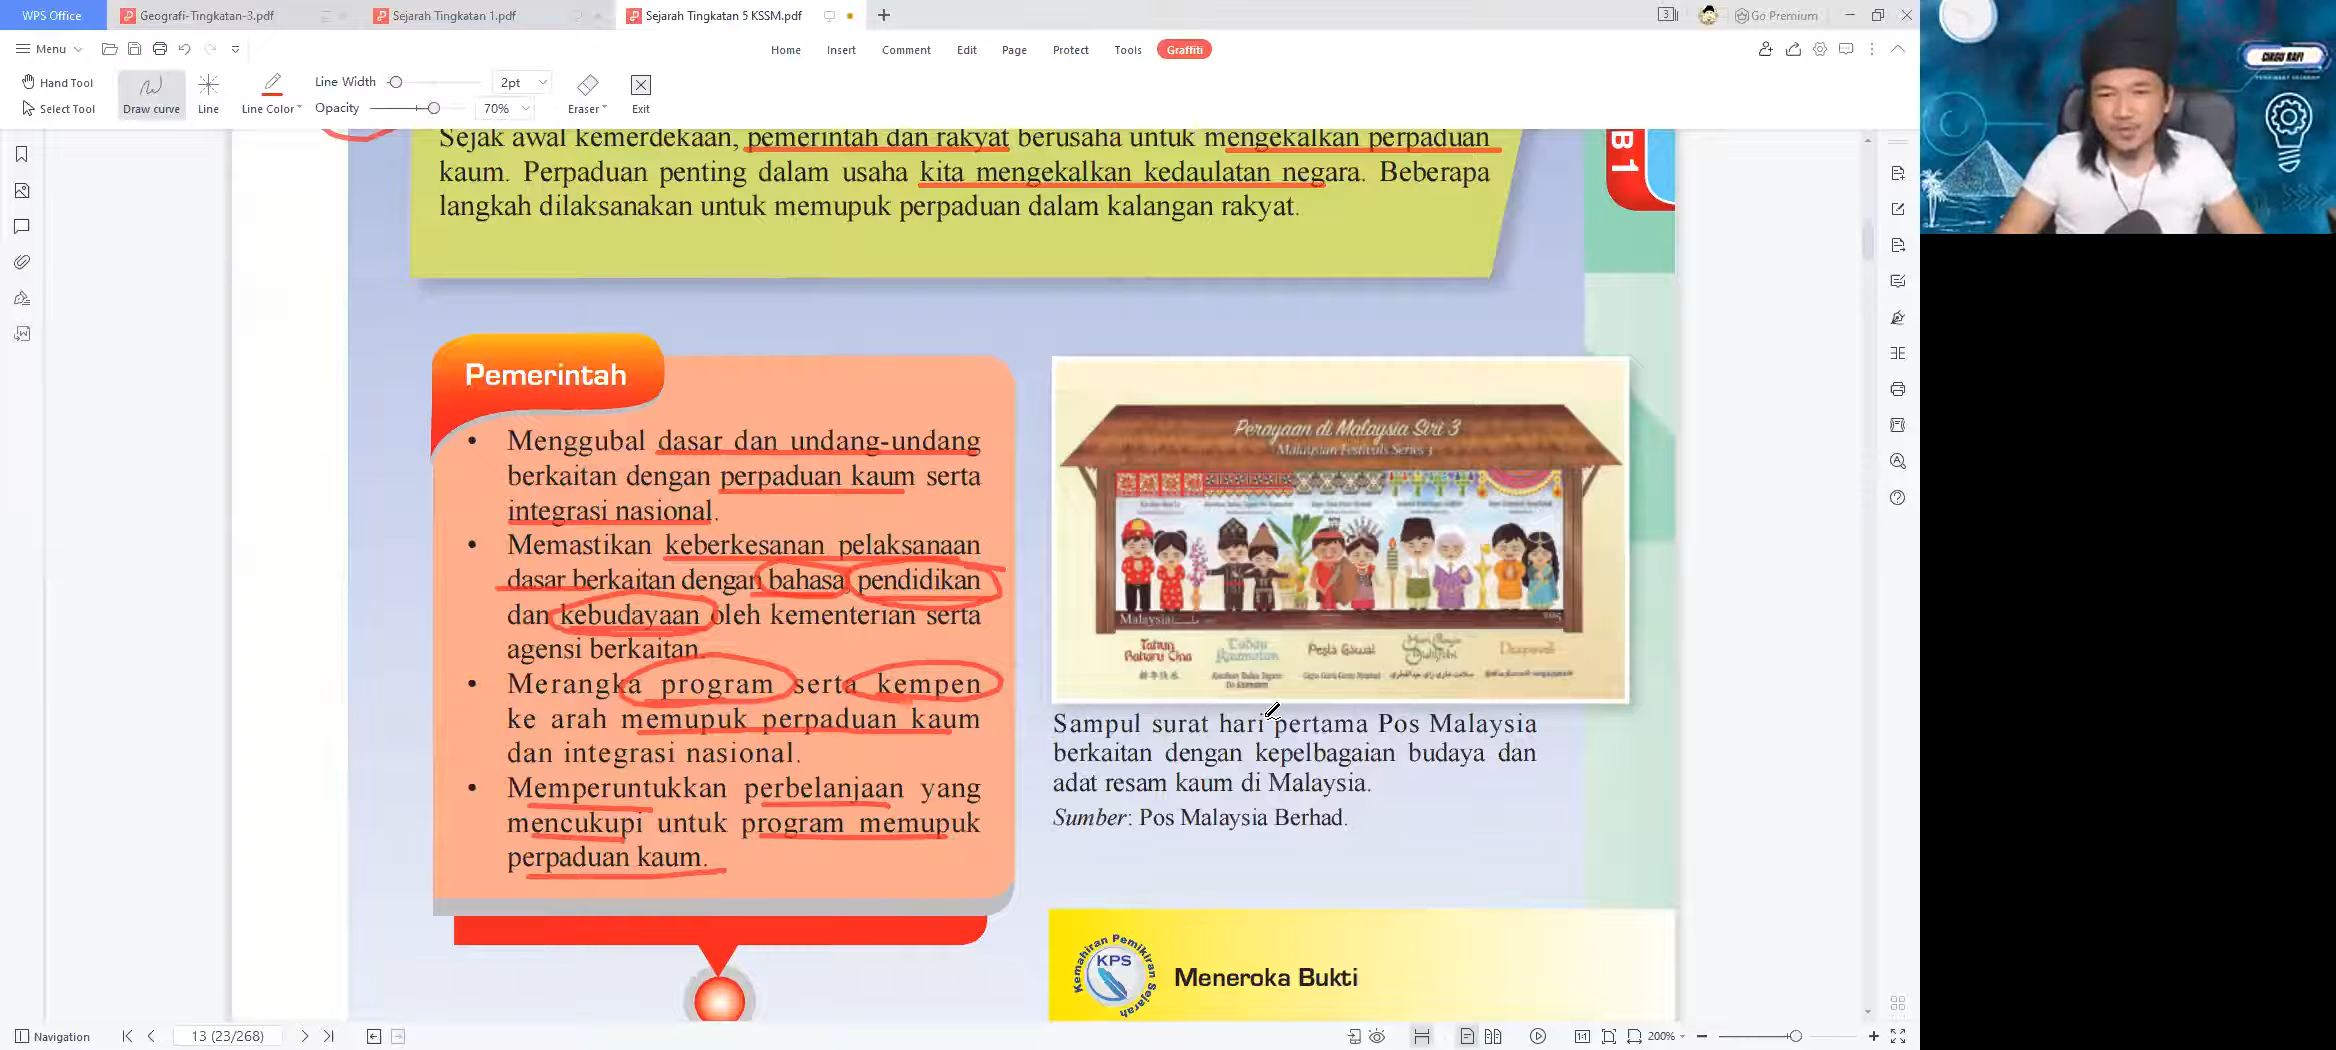 WPS Office
Geografi-Tingkatan-3.pdf
Sejarah Tingkatan 1.pdf
Sejarah Tingkatan 5 KSSM.pdf
3
Go Premium
Menu
Home
Insert
Comment
Edit
Page
Protect
Tools
Graffiti
Hand Tool
Select Tool
Draw curve
Line
Line Color
Line Width
2pt
Opacity
70%
Eraser
Exit
CIKGU RAFI
Sejak awal kemerdekaan, pemerintah dan rakyat berusaha untuk mengekalkan perpaduan
kaum. Perpaduan penting dalam usaha kita mengekalkan kedaulatan negara. Beberapa
langkah dilaksanakan untuk memupuk perpaduan dalam kalangan rakyat.
B 1
Pemerintah
• Menggubal dasar dan undang-undang
berkaitan dengan perpaduan kaum serta
integrasi nasional.
• Memastikan keberkesanan pelaksanaan
dasar berkaitan dengan bahasa, pendidikan
dan kebudayaan oleh kementerian serta
agensi berkaitan.
• Merangka program serta kempen
ke arah memupuk perpaduan kaum
dan integrasi nasional.
• Memperuntukkan perbelanjaan yang
mencukupi untuk program memupuk
perpaduan kaum.
Perayaan di Malaysia Siri 3
Malaysian Festivals Series 3
Malaysia
Tahun Baharu Cina
Pesta Gawai
Deepavali
Sampul surat hari pertama Pos Malaysia
berkaitan dengan kepelbagaian budaya dan
adat resam kaum di Malaysia.
Sumber: Pos Malaysia Berhad.
Kemahiran Pemikiran Sejarah
KPS
Meneroka Bukti
Navigation
13 (23/268)
200%